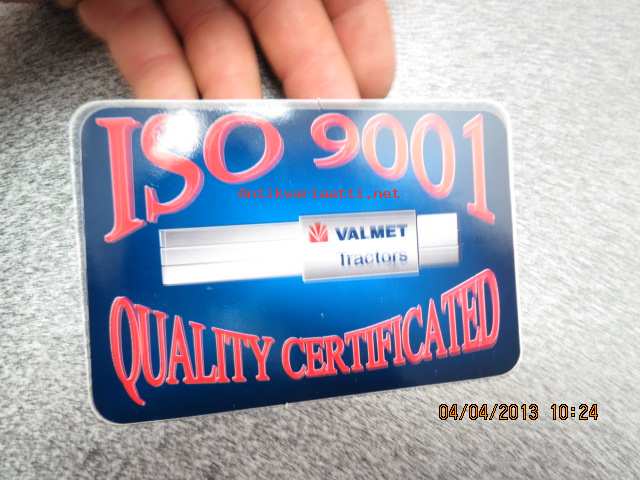 ISO 9001
Antikvariaatti.net
VALMET
tractors
QUALITY CERTIFICATED
04/04/2013 10:24